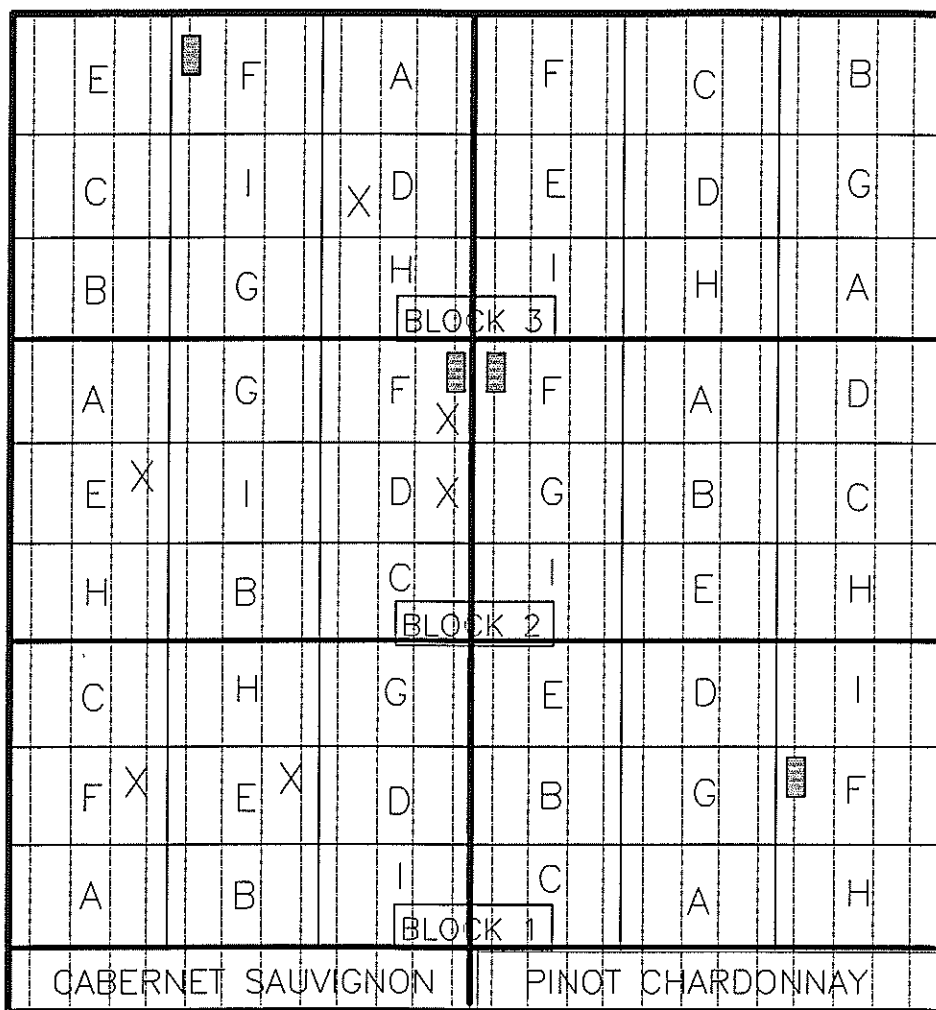 E F A F C B
C I X D E D G
B G H I H A
BLOCK 3
A G F X F A D
E X I D X G B C
H B C I E H
BLOCK 2
C H G E D I
F X E X D B G F
A B I C A H
BLOCK 1
CABERNET SAUVIGNON PINOT CHARDONNAY